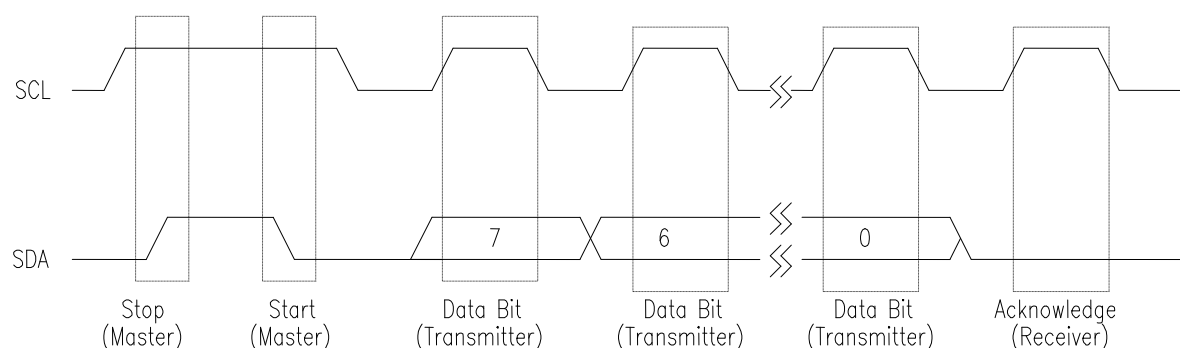 SCL
SDA
7
6
0
Stop
(Master)
Start
(Master)
Data Bit
(Transmitter)
Data Bit
(Transmitter)
Data Bit
(Transmitter)
Acknowledge
(Receiver)